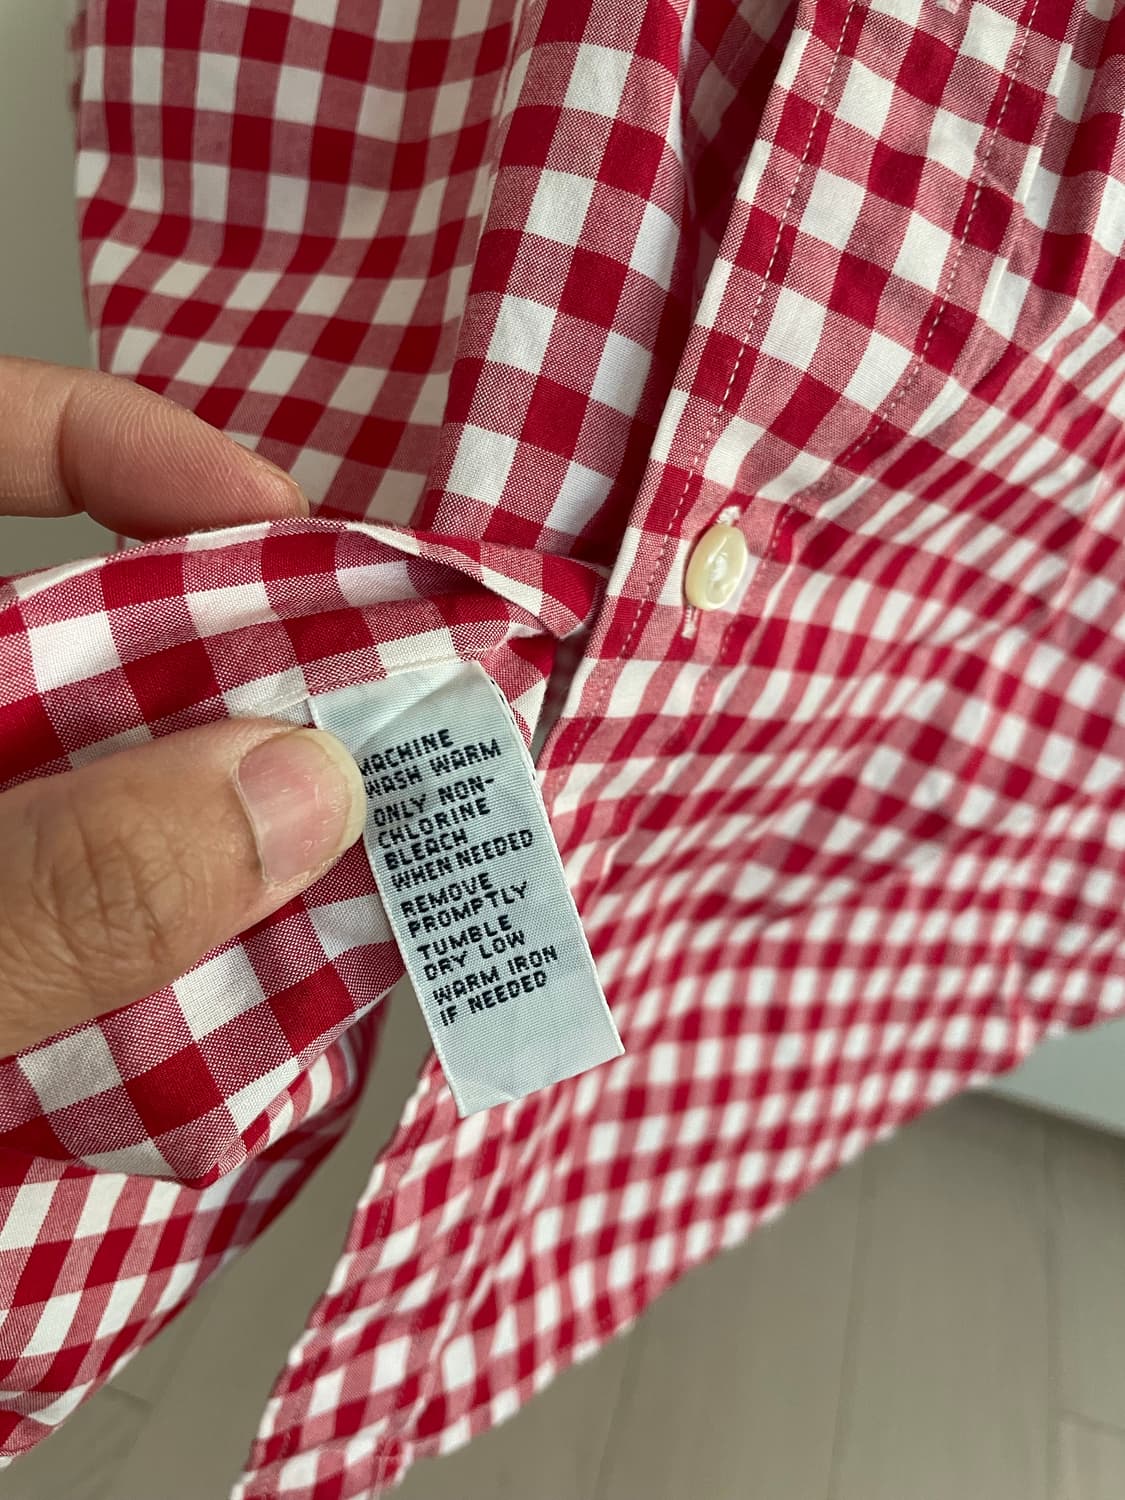 MACHINE
WASH WARM
ONLY NON-
CHLORINE
BLEACH
WHEN NEEDED
REMOVE
PROMPTLY
TUMBLE
DRY LOW
WARM IRON
IF NEEDED